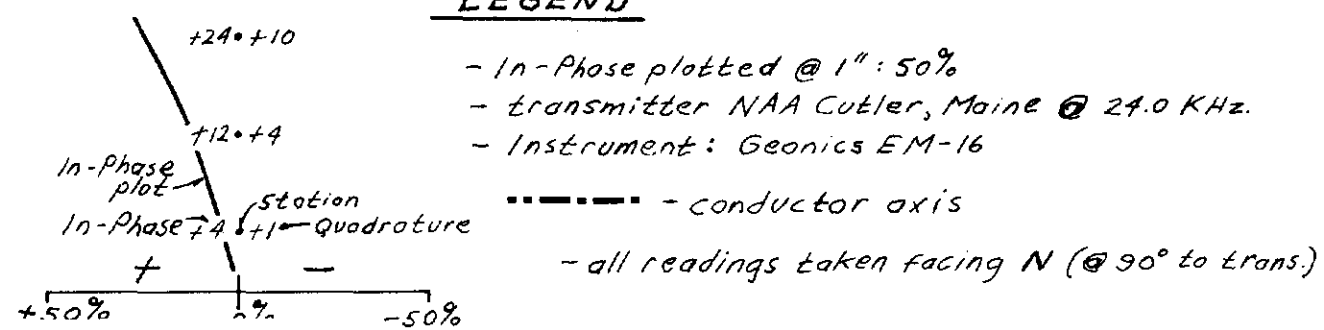 LEGEND
+24 • +10
- In-Phase plotted @ 1" : 50%
- transmitter NAA Cutler, Maine @ 24.0 KHz.
+12 • +4
- Instrument : Geonics EM-16
In-Phase
plot
station
- conductor axis
In-Phase +4 • +1 Quadrature
- all readings taken facing N (@ 90° to trans.)
+ −
+50% 0% -50%